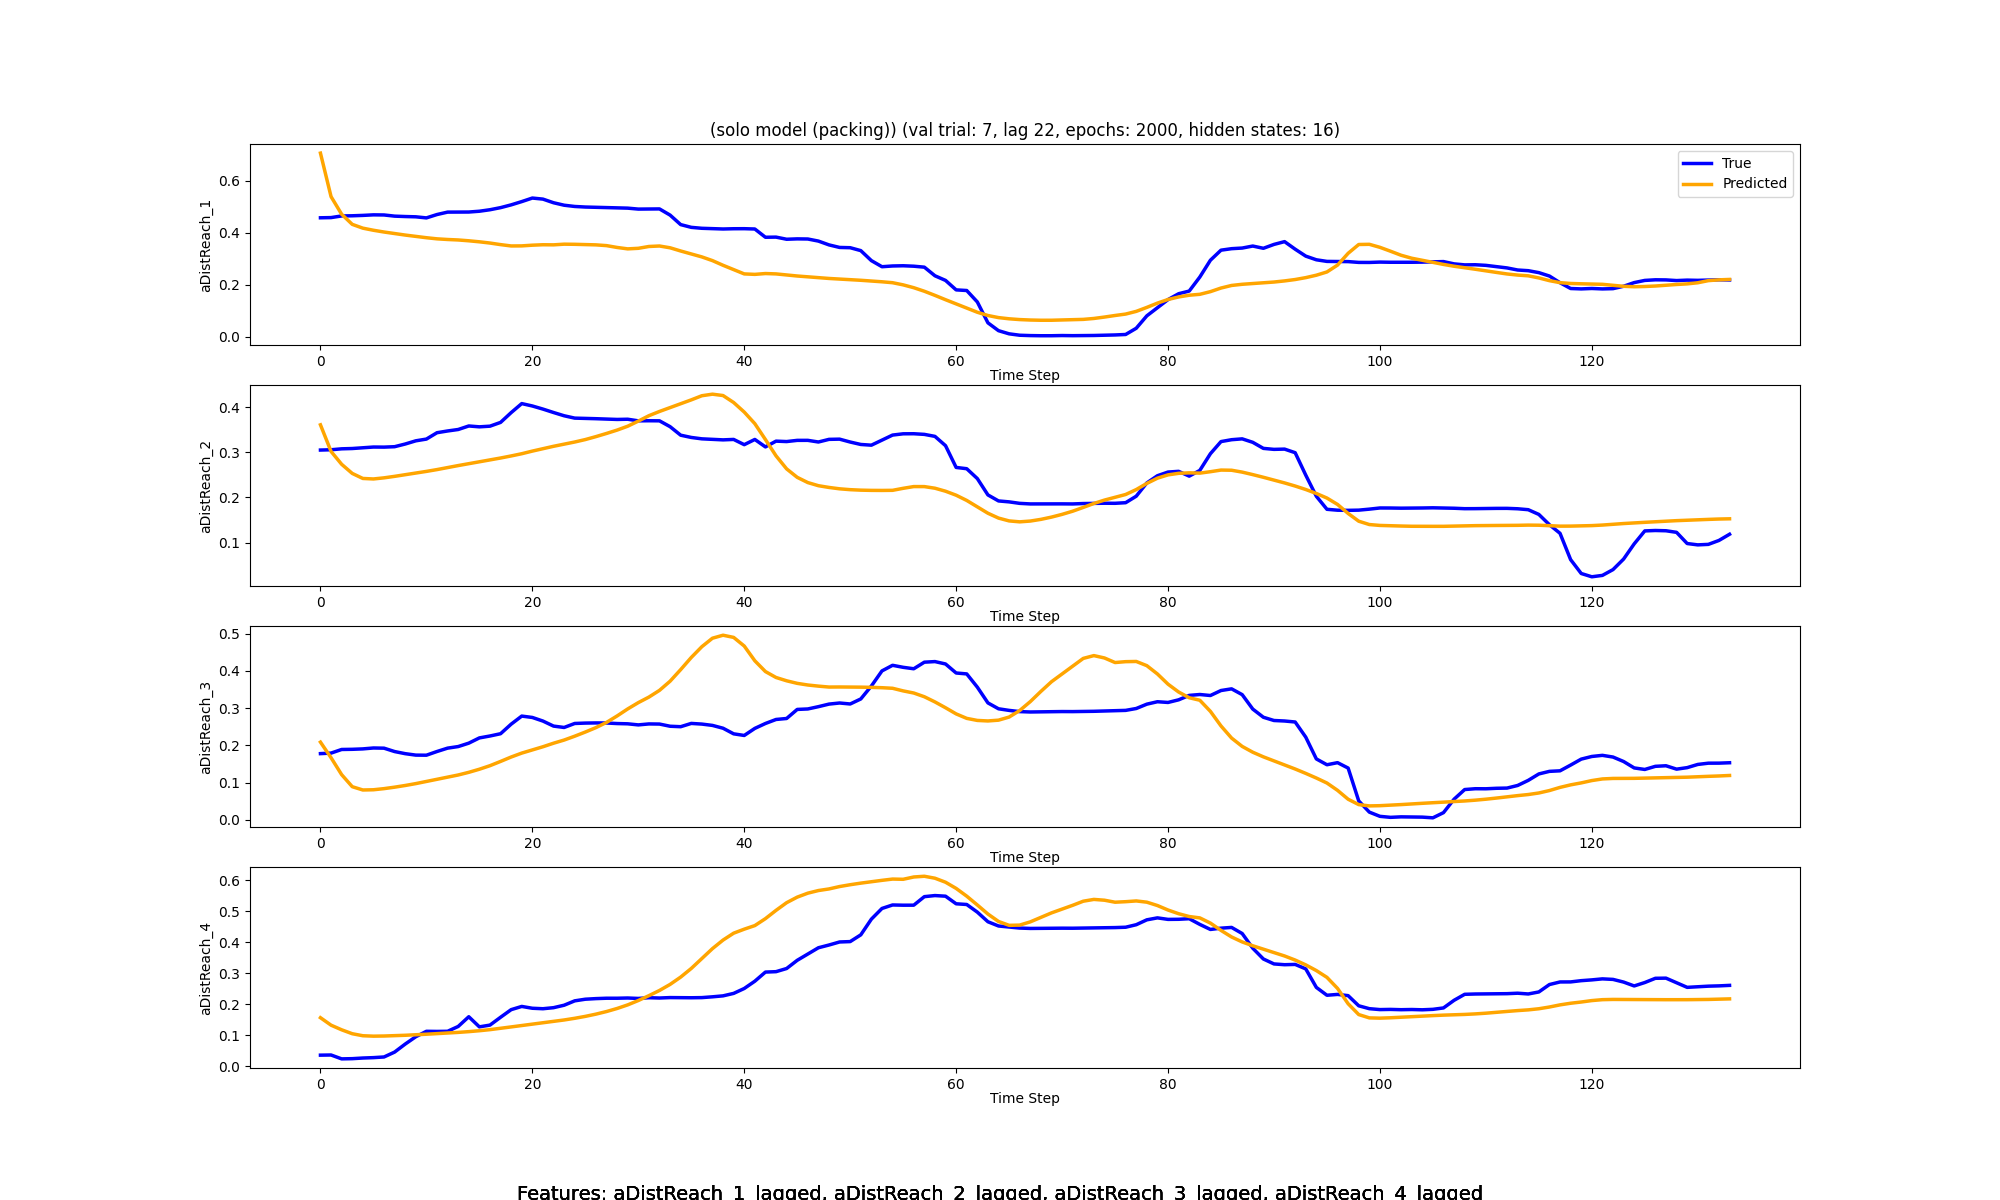 (solo model (packing)) (val trial: 7, lag 22, epochs: 2000, hidden states: 16)
True
Predicted
aDistReach_1
0.6
0.4
0.2
0.0
0 20 40 60 80 100 120
Time Step
aDistReach_2
0.4
0.3
0.2
0.1
0 20 40 60 80 100 120
Time Step
aDistReach_3
0.5
0.4
0.3
0.2
0.1
0.0
0 20 40 60 80 100 120
Time Step
aDistReach_4
0.6
0.5
0.4
0.3
0.2
0.1
0.0
0 20 40 60 80 100 120
Time Step
Features: aDistReach_1_lagged, aDistReach_2_lagged, aDistReach_3_lagged, aDistReach_4_lagged